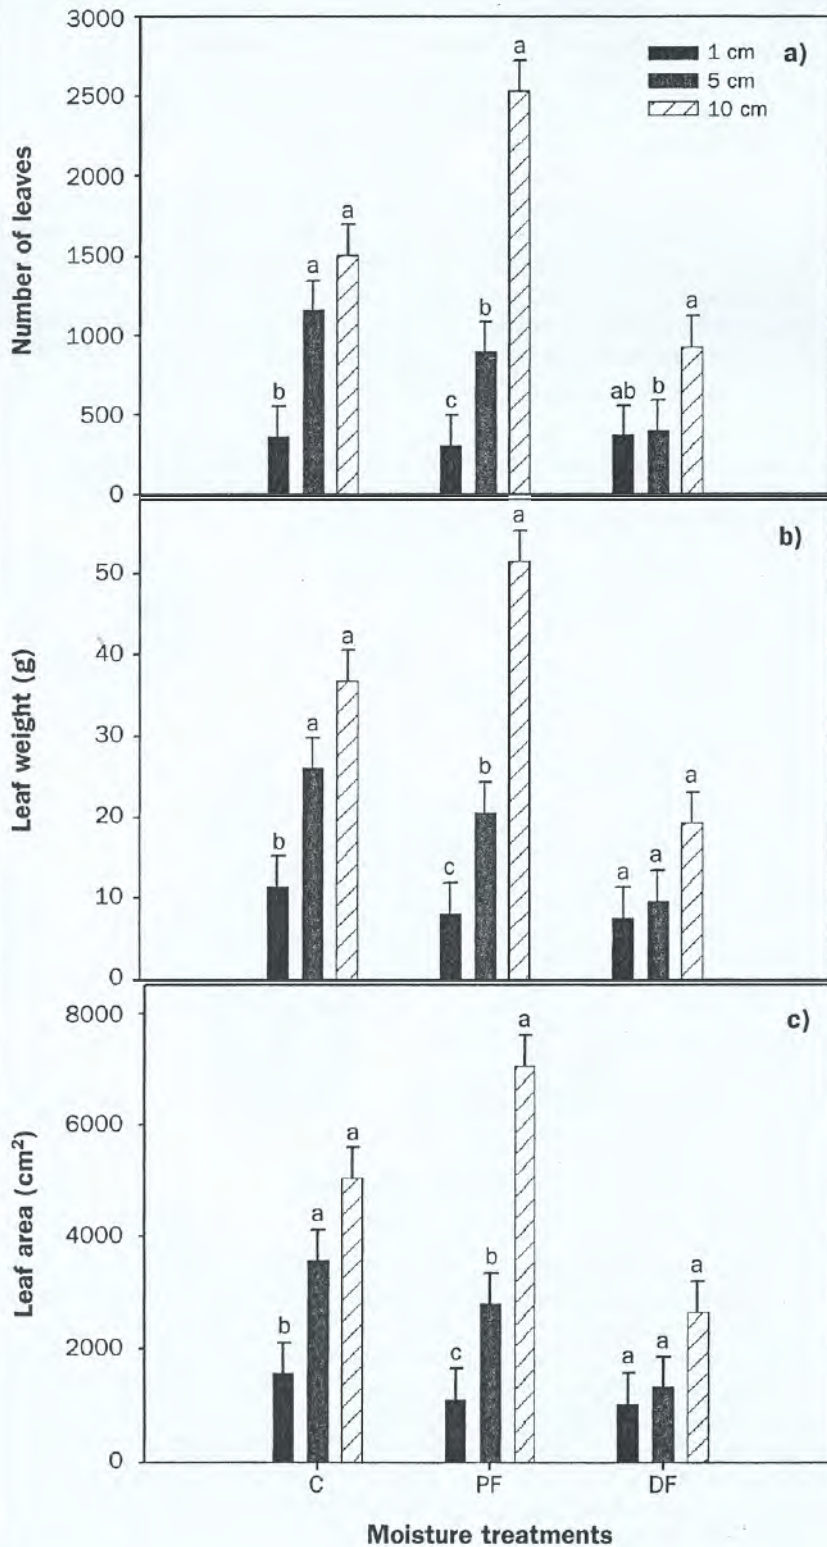 3000
2500
2000
1500
1000
500
0
Number of leaves
1 cm
5 cm
10 cm
a)
b
a
a
c
b
a
ab
b
a
50
40
30
20
10
0
Leaf weight (g)
b)
b
a
a
c
b
a
a
a
a
8000
6000
4000
2000
0
Leaf area (cm²)
c)
b
a
a
c
b
a
a
a
a
C PF DF
Moisture treatments